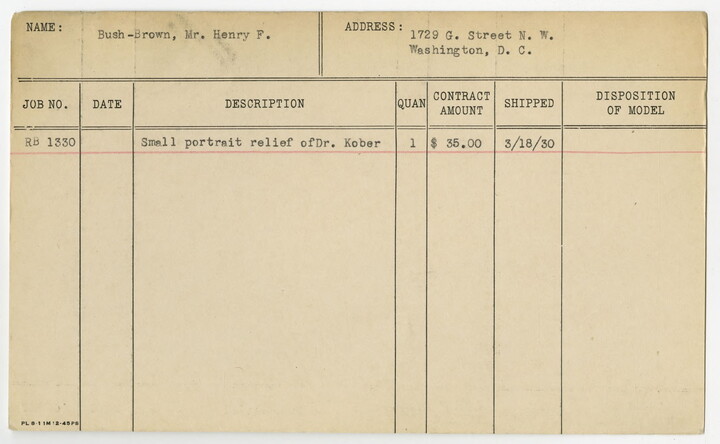 NAME: Bush-Brown, Mr. Henry F. ADDRESS: 1729 G. Street N. W.
Washington, D. C.
JOB NO. DATE DESCRIPTION QUAN CONTRACT AMOUNT SHIPPED DISPOSITION OF MODEL
RB 1330 Small portrait relief ofDr. Kober 1 $ 35.00 3/18/30